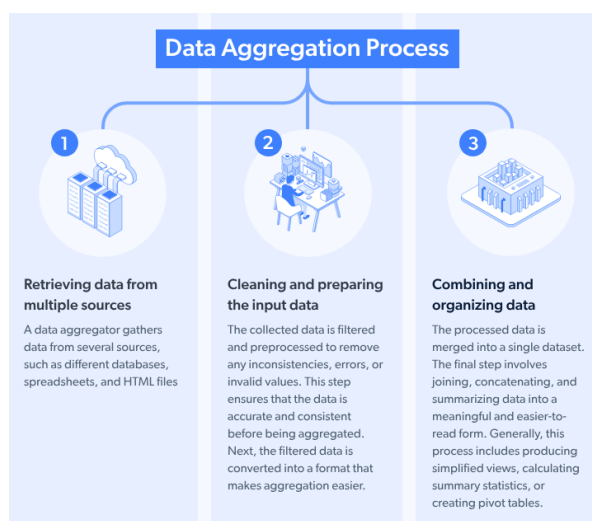 Data Aggregation Process
1
2
3
Retrieving data from
multiple sources
A data aggregator gathers
data from several sources,
such as different databases,
spreadsheets, and HTML files
Cleaning and preparing
the input data
The collected data is filtered
and preprocessed to remove
any inconsistencies, errors, or
invalid values. This step
ensures that the data is
accurate and consistent
before being aggregated.
Next, the filtered data is
converted into a format that
makes aggregation easier.
Combining and
organizing data
The processed data is
merged into a single dataset.
The final step involves
joining, concatenating, and
summarizing data into a
meaningful and easier-to-
read form. Generally, this
process includes producing
simplified views, calculating
summary statistics, or
creating pivot tables.